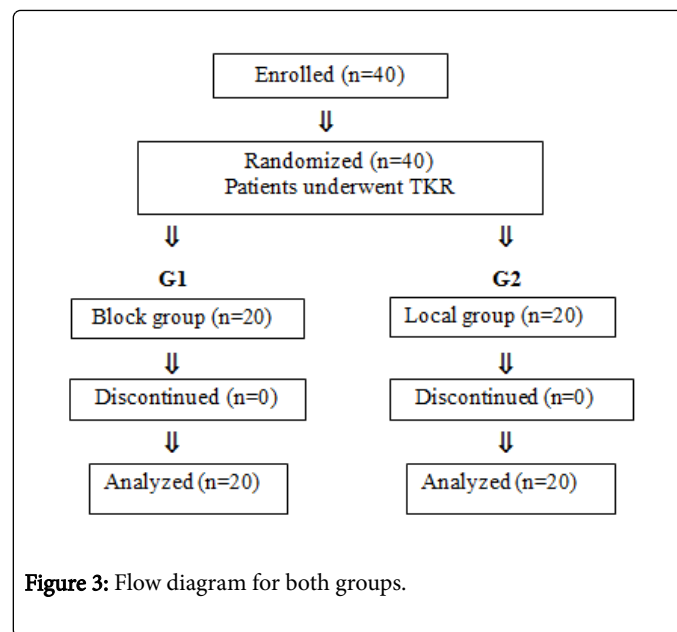 Enrolled (n=40)
⇓
Randomized (n=40)
Patients underwent TKR
⇓ ⇓
G1 G2
Block group (n=20) Local group (n=20)
⇓ ⇓
Discontinued (n=0) Discontinued (n=0)
⇓ ⇓
Analyzed (n=20) Analyzed (n=20)
Figure 3: Flow diagram for both groups.